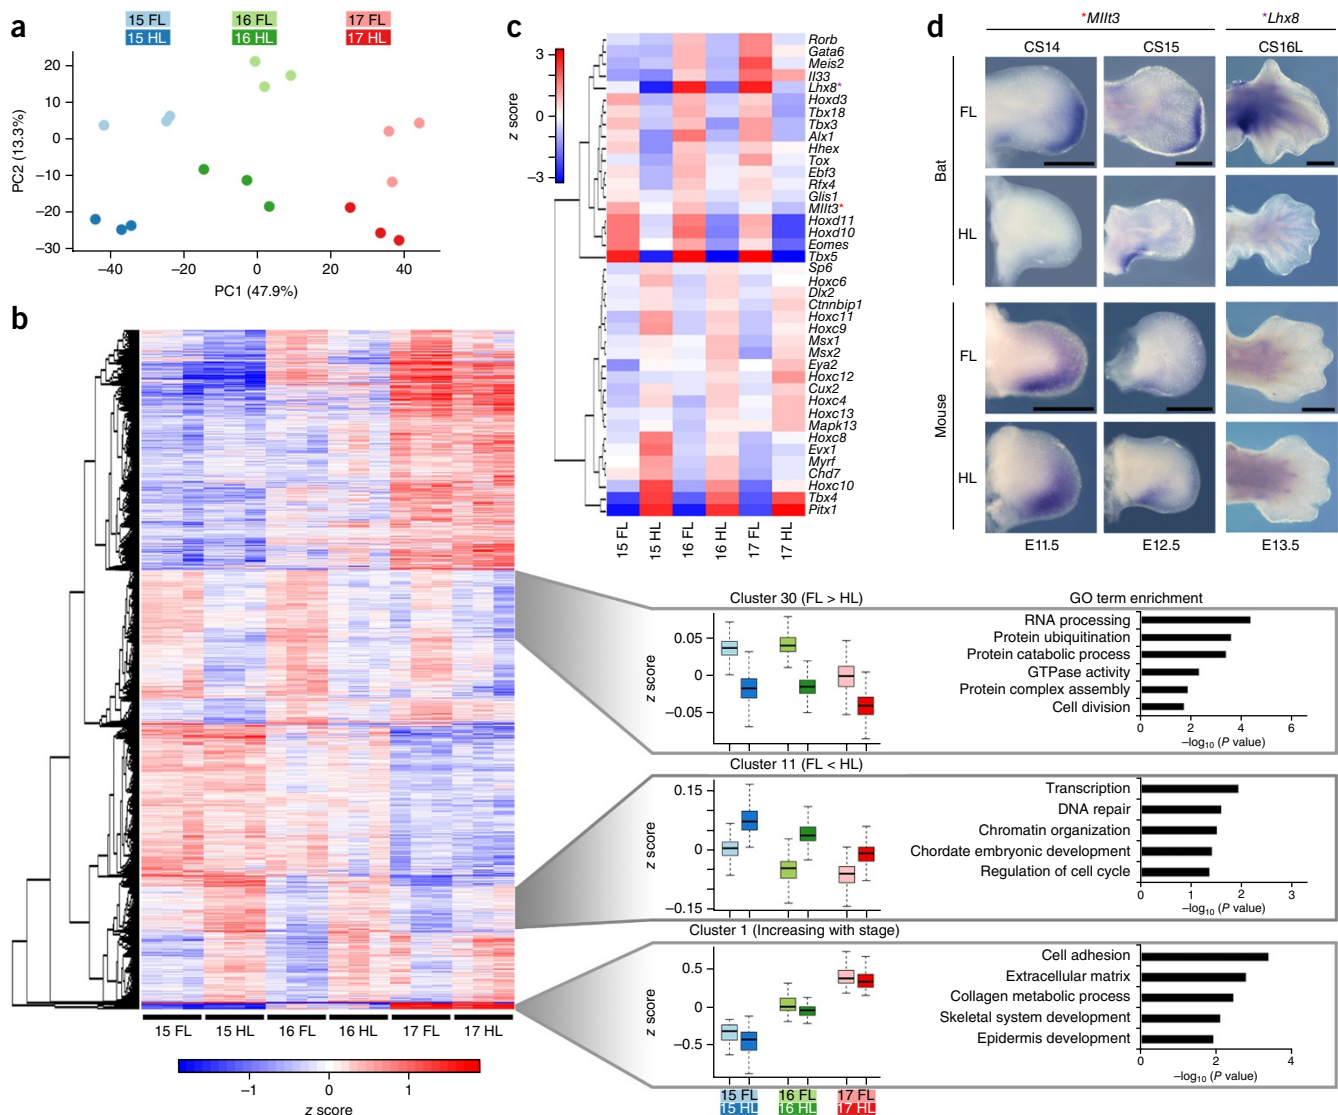 a
15 FL
16 FL
17 FL
15 HL
16 HL
17 HL
PC2 (13.3%)
20
10
0
−10
−20
−30
−40
−20
0
20
40
PC1 (47.9%)
b
15 FL
15 HL
16 FL
16 HL
17 FL
17 HL
−1
0
1
z score
c
3
0
−3
z score
Rorb
Gata6
Meis2
Il33
Lhx8*
Hoxd3
Tbx18
Tbx3
Alx1
Hhex
Tox
Ebf3
Rfx4
Glis1
Mllt3*
Hoxd11
Hoxd10
Eomes
Tbx5
Sp6
Hoxc6
Dlx2
Ctnnbip1
Hoxc11
Hoxc9
Msx1
Msx2
Eya2
Hoxc12
Cux2
Hoxc4
Hoxc13
Mapk13
Hoxc8
Evx1
Myrf
Chd7
Hoxc10
Tbx4
Pitx1
15 FL
15 HL
16 FL
16 HL
17 FL
17 HL
d
*Mllt3
*Lhx8
CS14
CS15
CS16L
Bat
FL
HL
Mouse
FL
HL
E11.5
E12.5
E13.5
Cluster 30 (FL > HL)
z score
0.05
0
−0.05
GO term enrichment
RNA processing
Protein ubiquitination
Protein catabolic process
GTPase activity
Protein complex assembly
Cell division
0
2
4
6
−log10 (P value)
Cluster 11 (FL < HL)
z score
0.15
0
−0.15
Transcription
DNA repair
Chromatin organization
Chordate embryonic development
Regulation of cell cycle
0
1
2
3
−log10 (P value)
Cluster 1 (Increasing with stage)
z score
0.5
0
−0.5
15 FL
16 FL
17 FL
15 HL
16 HL
17 HL
Cell adhesion
Extracellular matrix
Collagen metabolic process
Skeletal system development
Epidermis development
0
2
4
−log10 (P value)